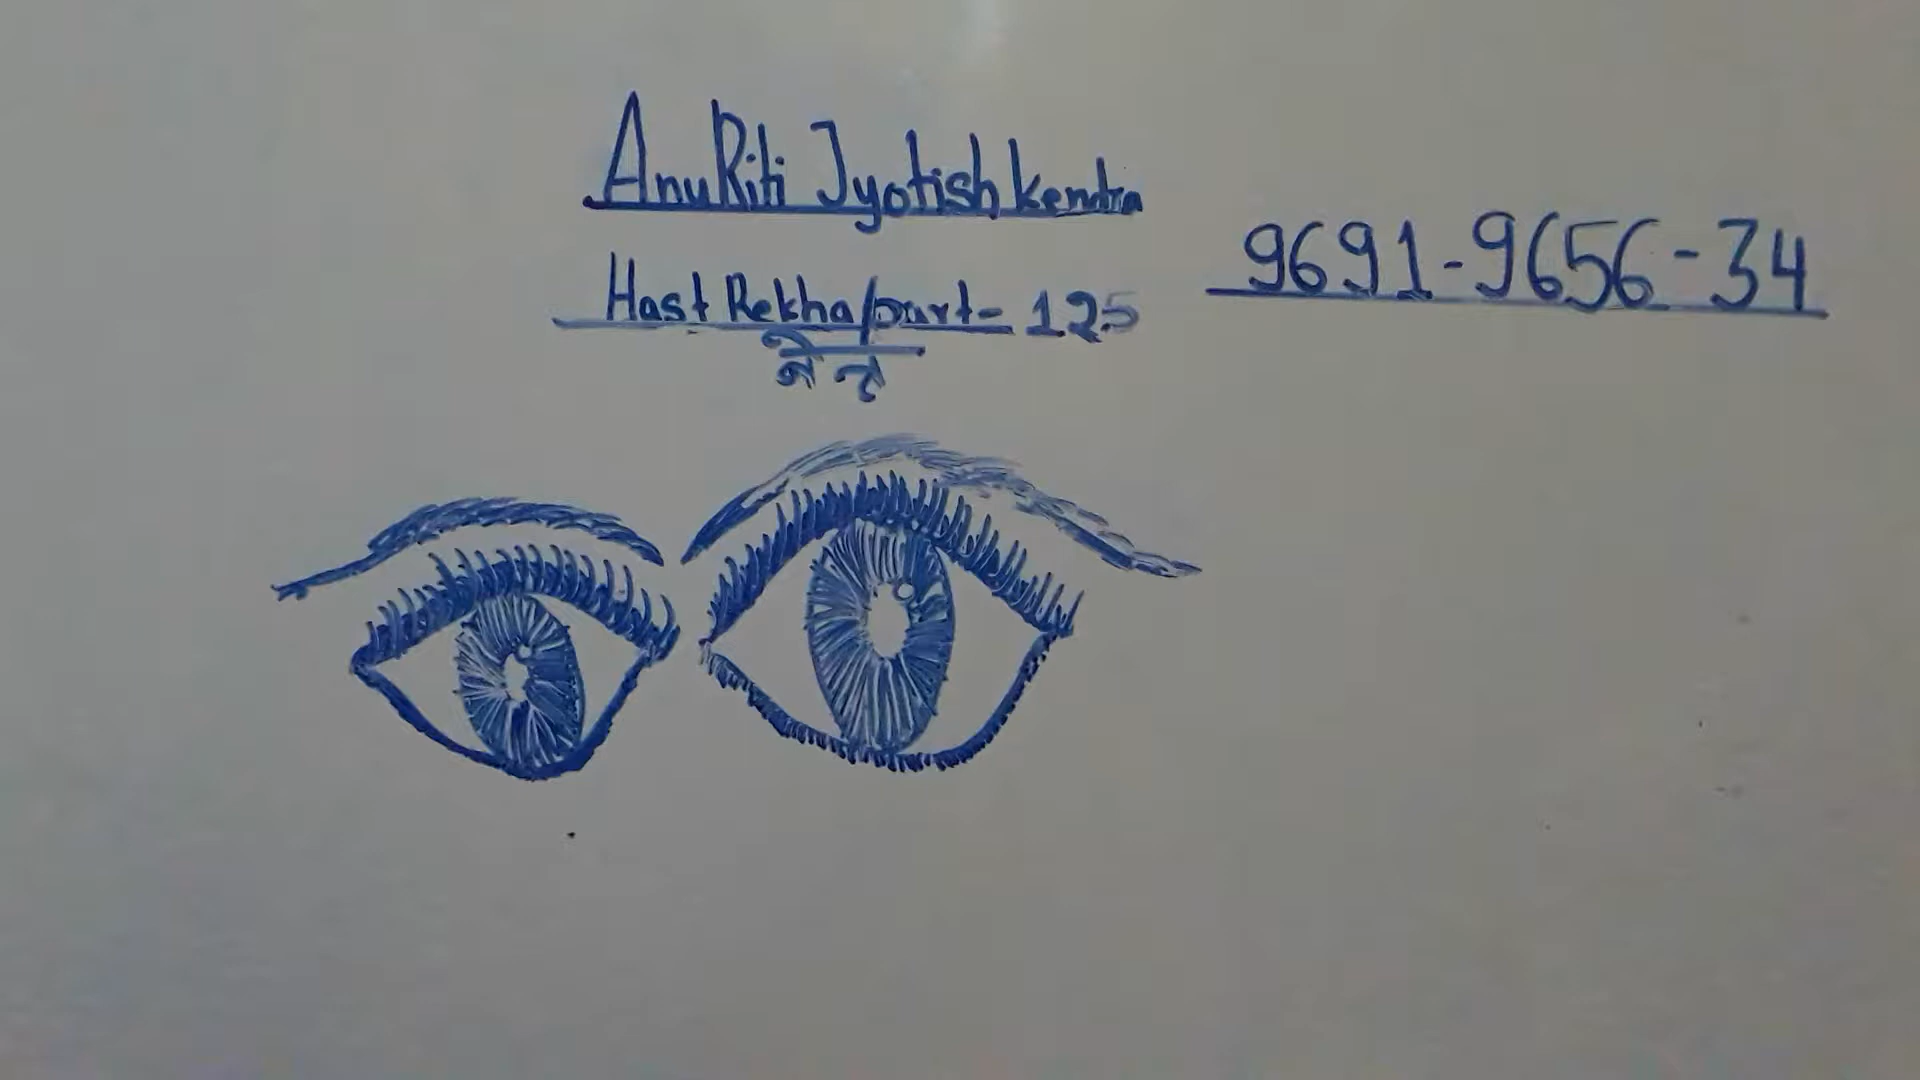 AnuRiti Jyotish Kendra
9691-9656-34
Hast Rekha/part- 125
नेत्र